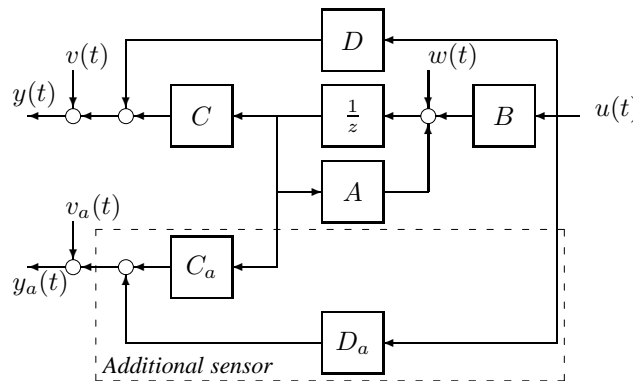 D
v(t)
w(t)
y(t)
C
1/z
B
u(t)
A
v_a(t)
C_a
y_a(t)
D_a
Additional sensor